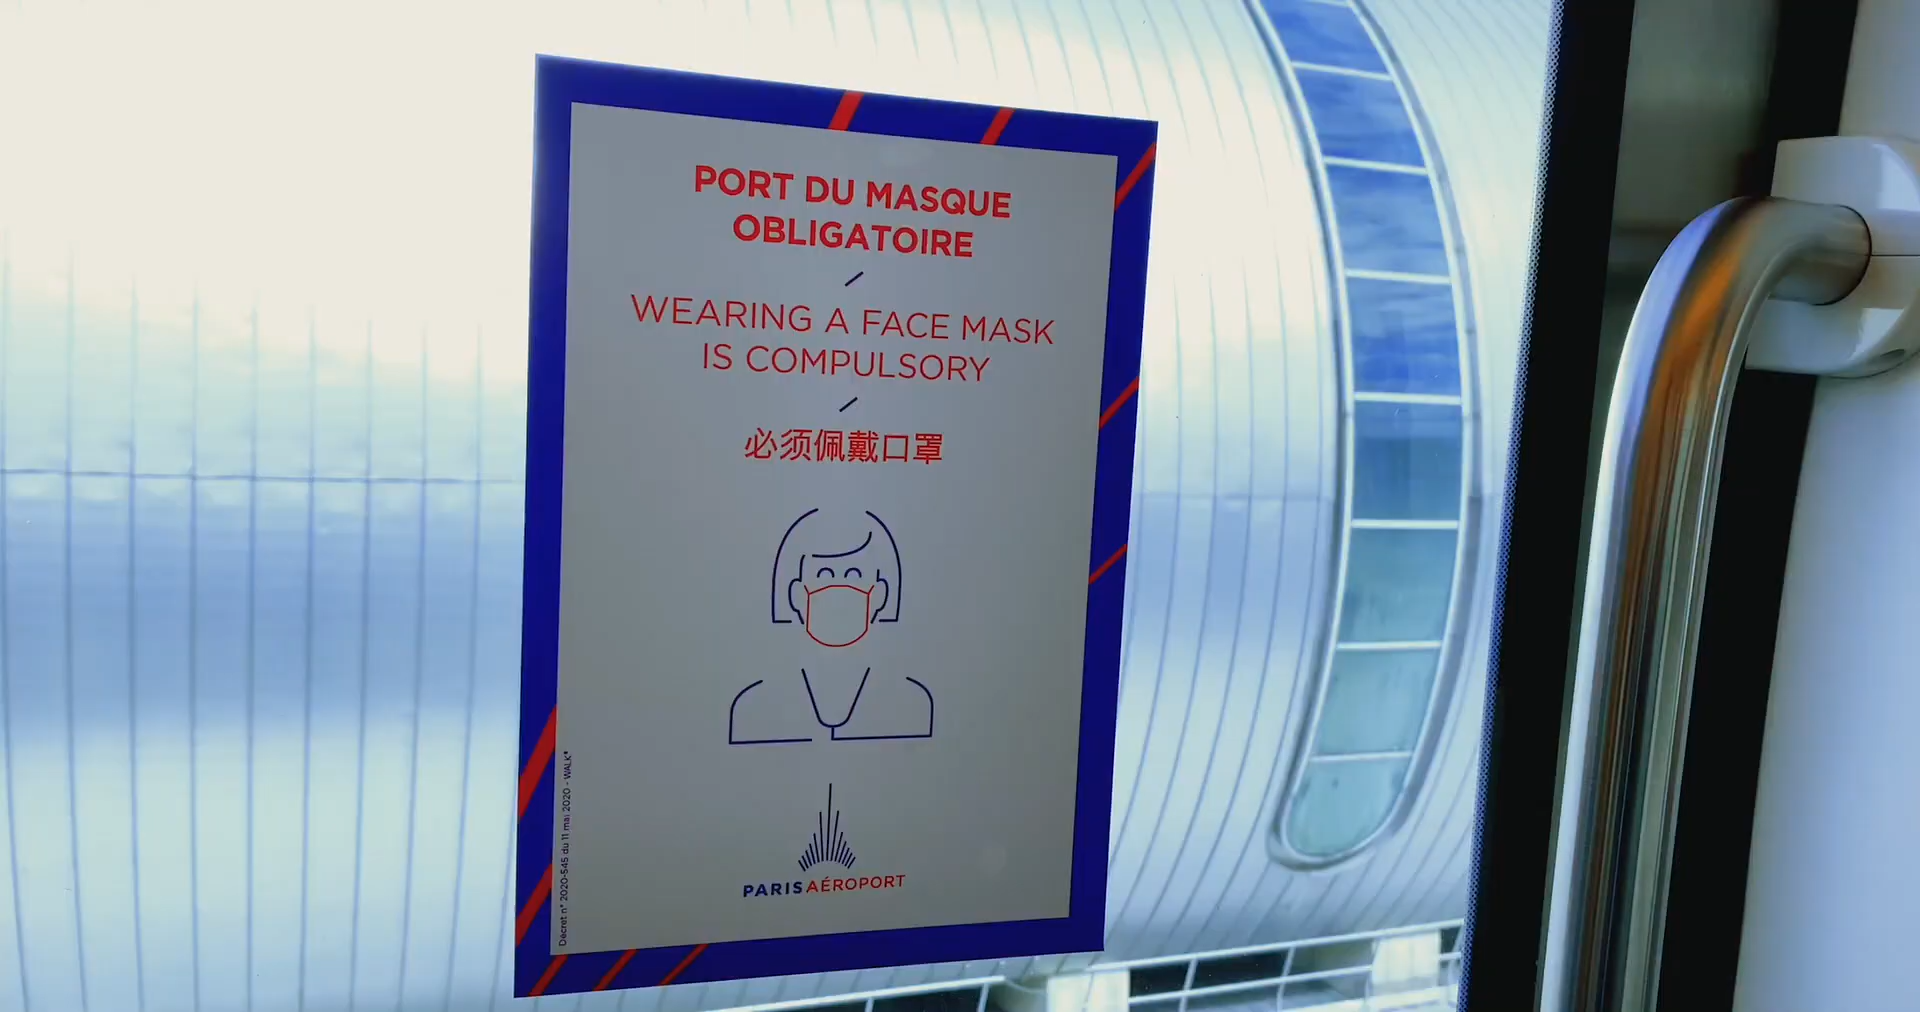 PORT DU MASQUE
OBLIGATOIRE
WEARING A FACE MASK
IS COMPULSORY
必须佩戴口罩
PARIS AÉROPORT
Décret n° 2020-545 du 11 mai 2020 - WALK*